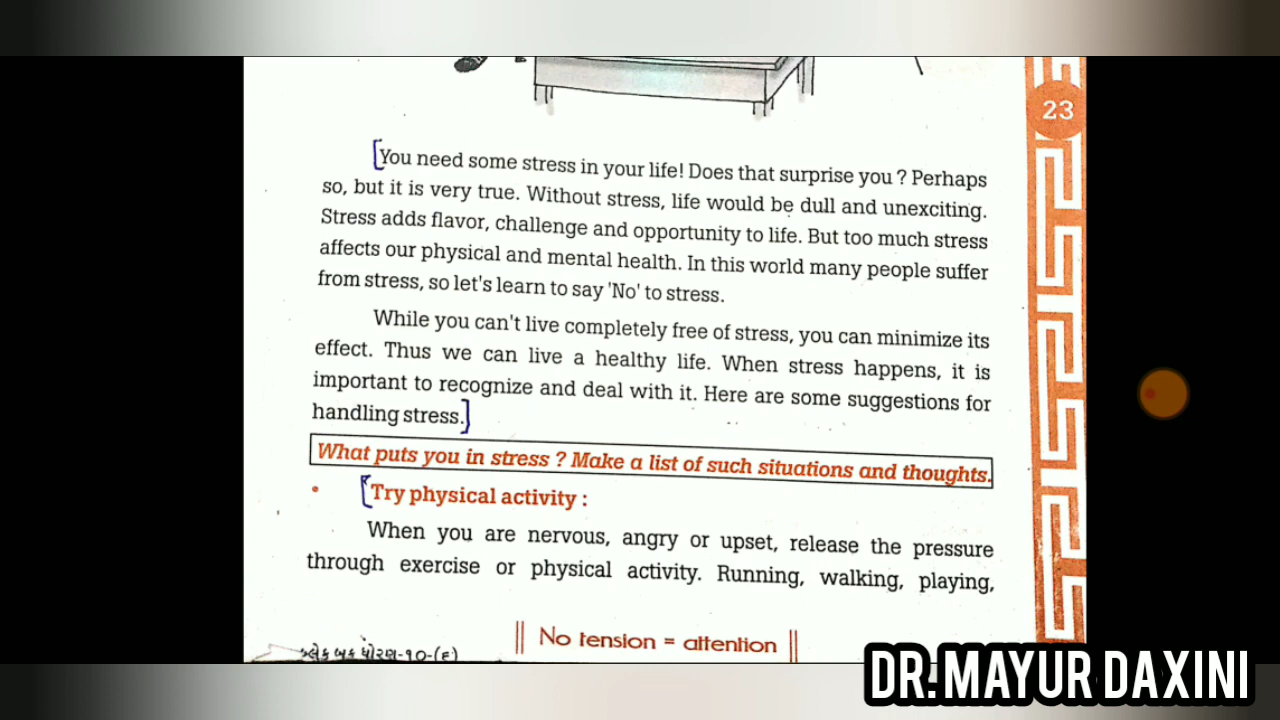 23
You need some stress in your life! Does that surprise you ? Perhaps
so, but it is very true. Without stress, life would be dull and unexciting.
Stress adds flavor, challenge and opportunity to life. But too much stress
affects our physical and mental health. In this world many people suffer
from stress, so let's learn to say 'No' to stress.
While you can't live completely free of stress, you can minimize its
effect. Thus we can live a healthy life. When stress happens, it is
important to recognize and deal with it. Here are some suggestions for
handling stress.
What puts you in stress ? Make a list of such situations and thoughts.
• Try physical activity :
When you are nervous, angry or upset, release the pressure
through exercise or physical activity. Running, walking, playing,
|| No tension = attention ||
ધોરણ-૧૦-(દ)
DR. MAYUR DAXINI